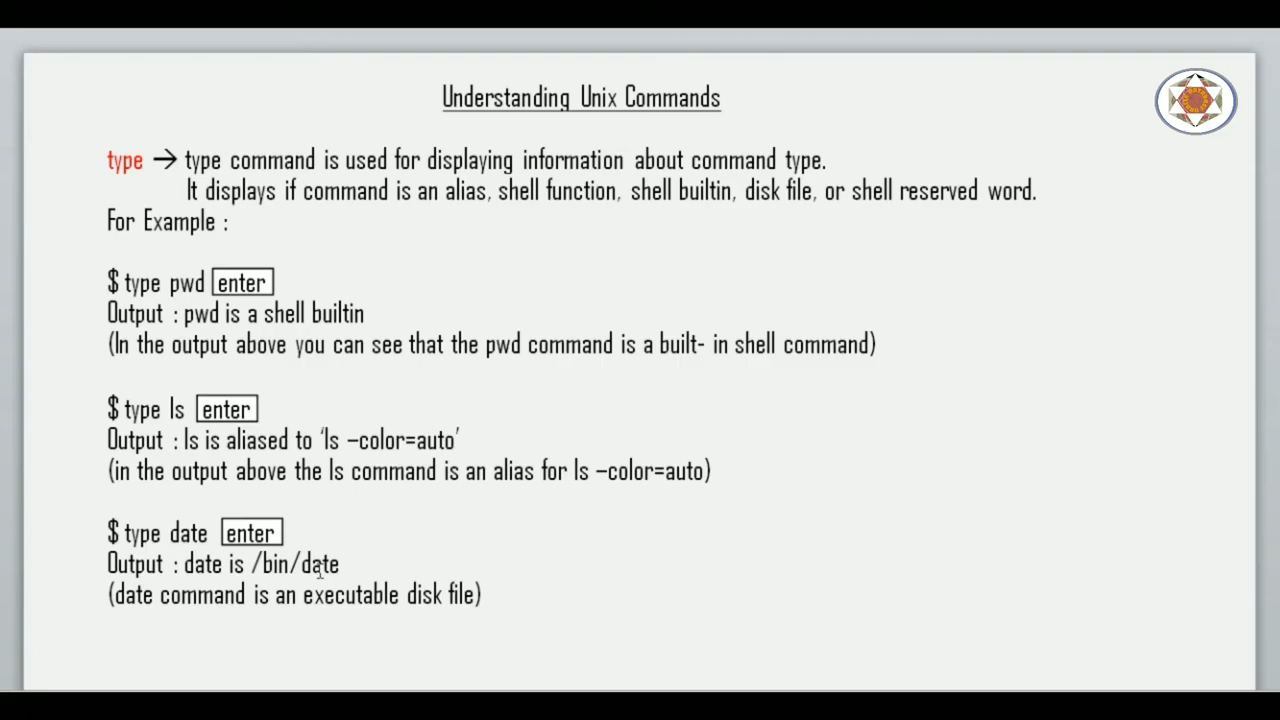 Understanding Unix Commands
type → type command is used for displaying information about command type.
It displays if command is an alias, shell function, shell builtin, disk file, or shell reserved word.
For Example :
$ type pwd enter
Output : pwd is a shell builtin
(In the output above you can see that the pwd command is a built- in shell command)
$ type ls enter
Output : ls is aliased to 'ls –color=auto'
(in the output above the ls command is an alias for ls –color=auto)
$ type date enter
Output : date is /bin/date
(date command is an executable disk file)